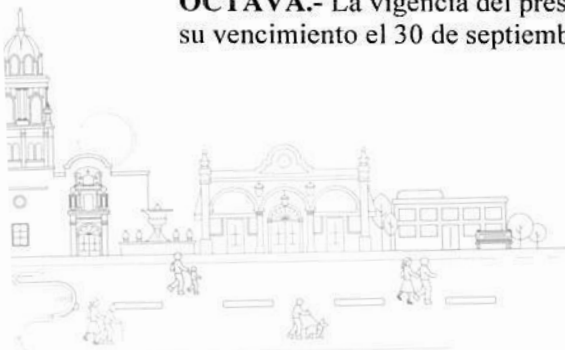 OCTAVA.- La vigencia del pres
su vencimiento el 30 de septiemb